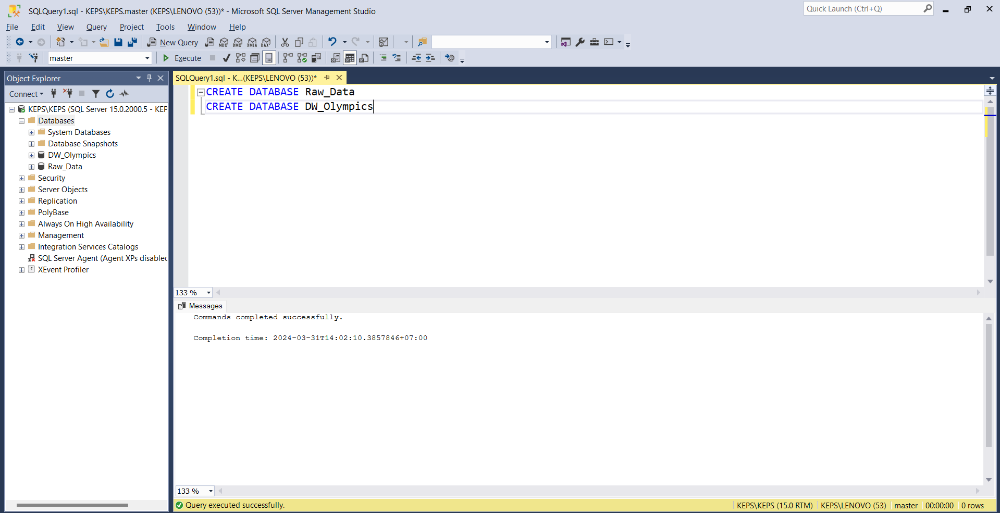 SQLQuery1.sql - KEPS\KEPS.master (KEPS\LENOVO (53))* - Microsoft SQL Server Management Studio
Quick Launch (Ctrl+Q)
File Edit View Query Project Tools Window Help
New Query MDX DMX XMLA DAX
master Execute
Object Explorer
Connect
KEPS\KEPS (SQL Server 15.0.2000.5 - KEP
Databases
System Databases
Database Snapshots
DW_Olympics
Raw_Data
Security
Server Objects
Replication
PolyBase
Always On High Availability
Management
Integration Services Catalogs
SQL Server Agent (Agent XPs disabled
XEvent Profiler
SQLQuery1.sql - K...(KEPS\LENOVO (53))*
CREATE DATABASE Raw_Data
CREATE DATABASE DW_Olympics
133 %
Messages
Commands completed successfully.
Completion time: 2024-03-31T14:02:10.3857846+07:00
133 %
Query executed successfully. KEPS\KEPS (15.0 RTM) KEPS\LENOVO (53) master 00:00:00 0 rows